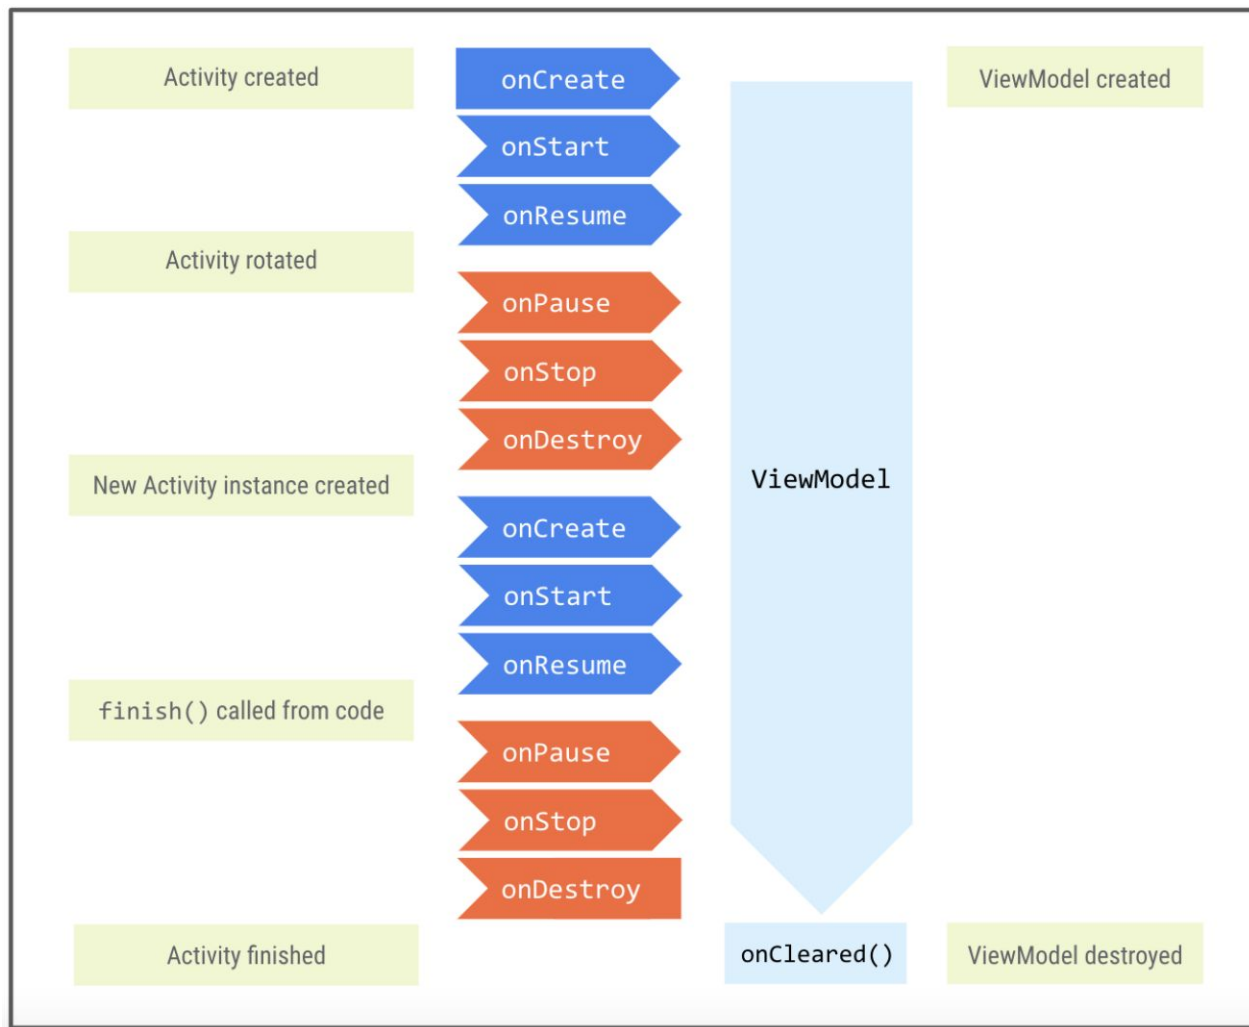 Activity created
onCreate
ViewModel created
onStart
onResume
Activity rotated
onPause
onStop
onDestroy
New Activity instance created
ViewModel
onCreate
onStart
onResume
finish() called from code
onPause
onStop
onDestroy
Activity finished
onCleared()
ViewModel destroyed